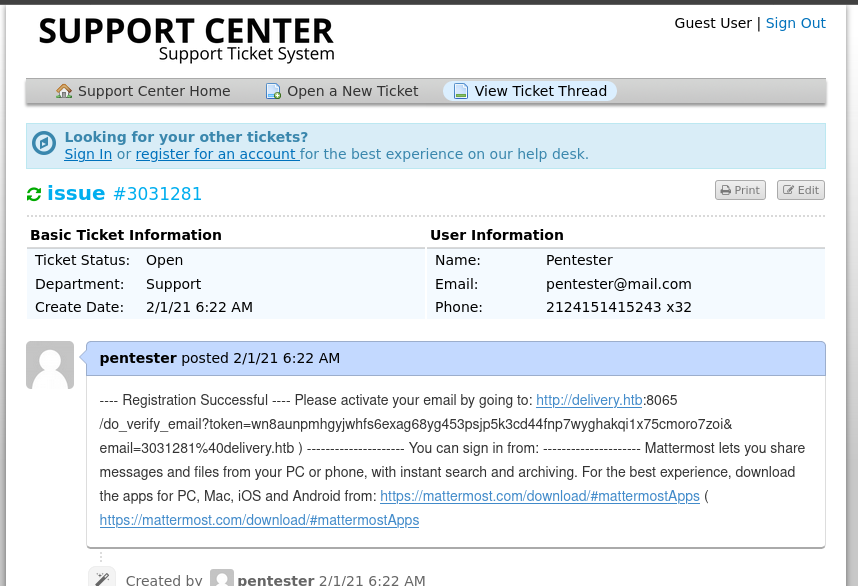 SUPPORT CENTER
Support Ticket System
Guest User | Sign Out
Support Center Home
Open a New Ticket
View Ticket Thread
Looking for your other tickets?
Sign In or register for an account for the best experience on our help desk.
issue #3031281
Print
Edit
Basic Ticket Information
Ticket Status: Open
Department: Support
Create Date: 2/1/21 6:22 AM
User Information
Name: Pentester
Email: pentester@mail.com
Phone: 2124151415243 x32
pentester posted 2/1/21 6:22 AM
---- Registration Successful ---- Please activate your email by going to: http://delivery.htb:8065
/do_verify_email?token=wn8aunpmhgyjwhfs6exag68yg453psjp5k3cd44fnp7wyghakqi1x75cmoro7zoi&
email=3031281%40delivery.htb ) --------------------- You can sign in from: --------------------- Mattermost lets you share
messages and files from your PC or phone, with instant search and archiving. For the best experience, download
the apps for PC, Mac, iOS and Android from: https://mattermost.com/download/#mattermostApps (
https://mattermost.com/download/#mattermostApps
Created by pentester 2/1/21 6:22 AM